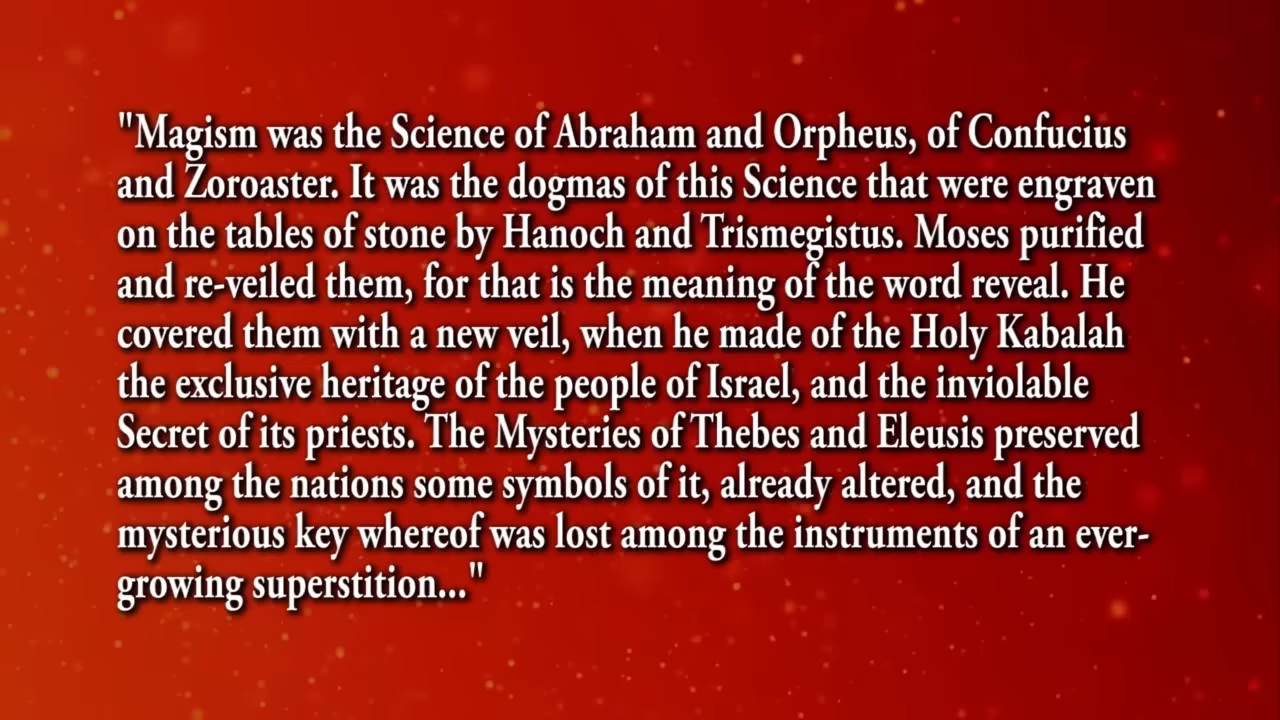 "Magism was the Science of Abraham and Orpheus, of Confucius
and Zoroaster. It was the dogmas of this Science that were engraven
on the tables of stone by Hanoch and Trismegistus. Moses purified
and re-veiled them, for that is the meaning of the word reveal. He
covered them with a new veil, when he made of the Holy Kabalah
the exclusive heritage of the people of Israel, and the inviolable
Secret of its priests. The Mysteries of Thebes and Eleusis preserved
among the nations some symbols of it, already altered, and the
mysterious key whereof was lost among the instruments of an ever-
growing superstition..."